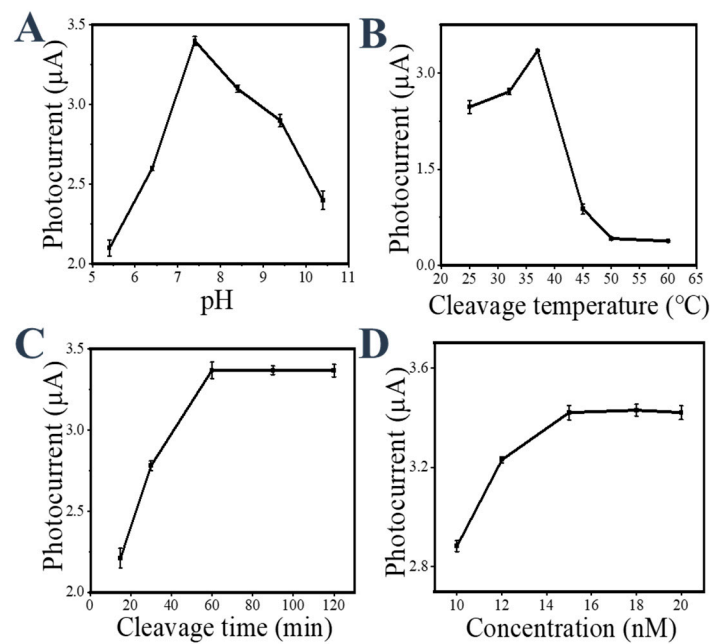 A
Photocurrent (μA)
3.5
3.0
2.5
2.0
5 6 7 8 9 10 11
pH
B
Photocurrent (μA)
3.0
1.5
0.0
20 25 30 35 40 45 50 55 60 65
Cleavage temperature (℃)
C
Photocurrent (μA)
3.5
3.0
2.5
2.0
0 20 40 60 80 100 120
Cleavage time (min)
D
Photocurrent (μA)
3.6
3.2
2.8
10 12 14 16 18 20
Concentration (nM)